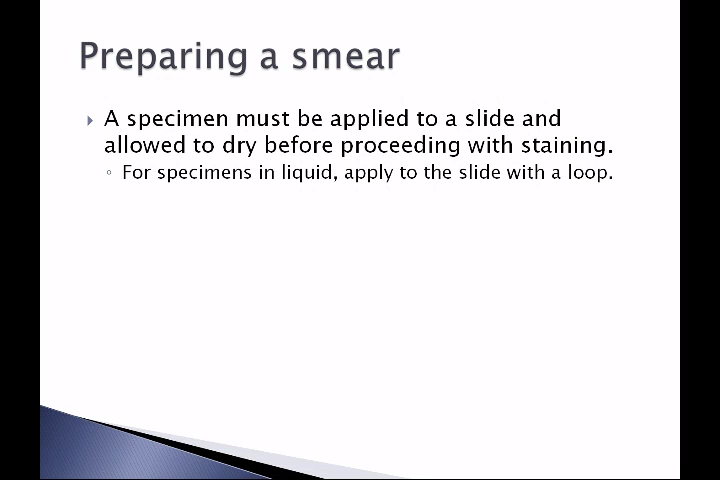 Preparing a smear
A specimen must be applied to a slide and
allowed to dry before proceeding with staining.
For specimens in liquid, apply to the slide with a loop.